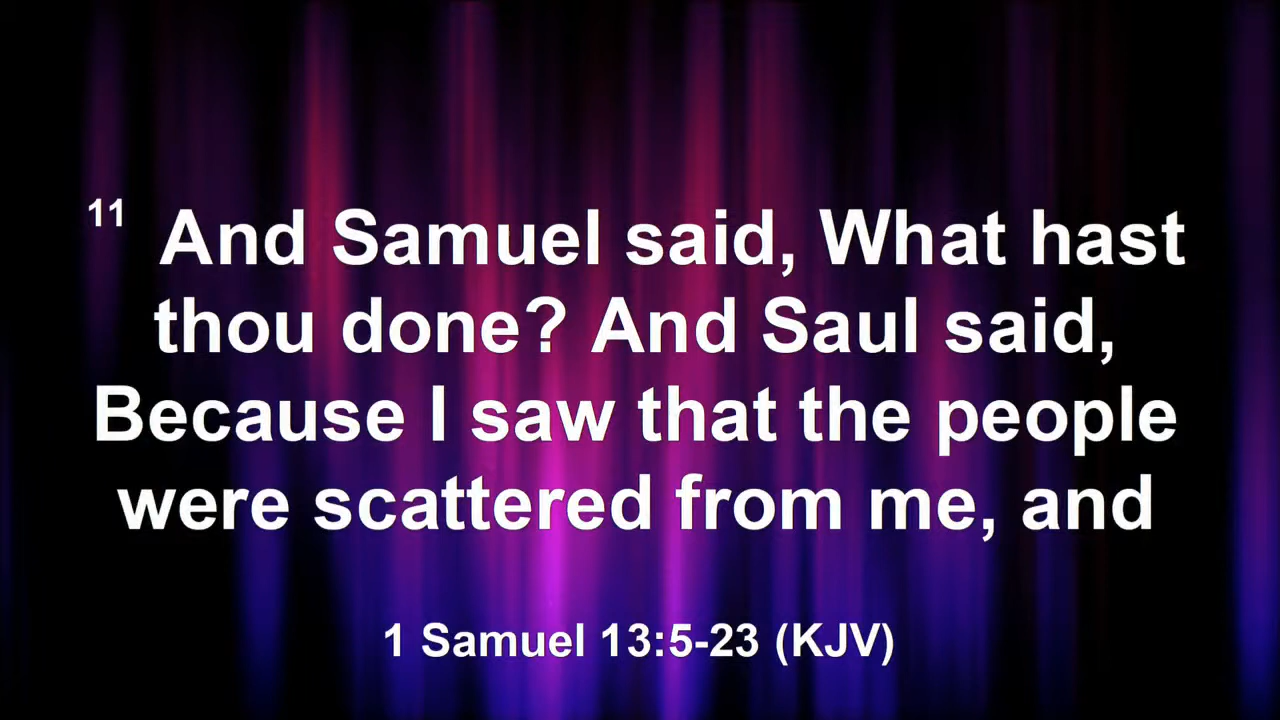 11 And Samuel said, What hast
thou done? And Saul said,
Because I saw that the people
were scattered from me, and
1 Samuel 13:5-23 (KJV)